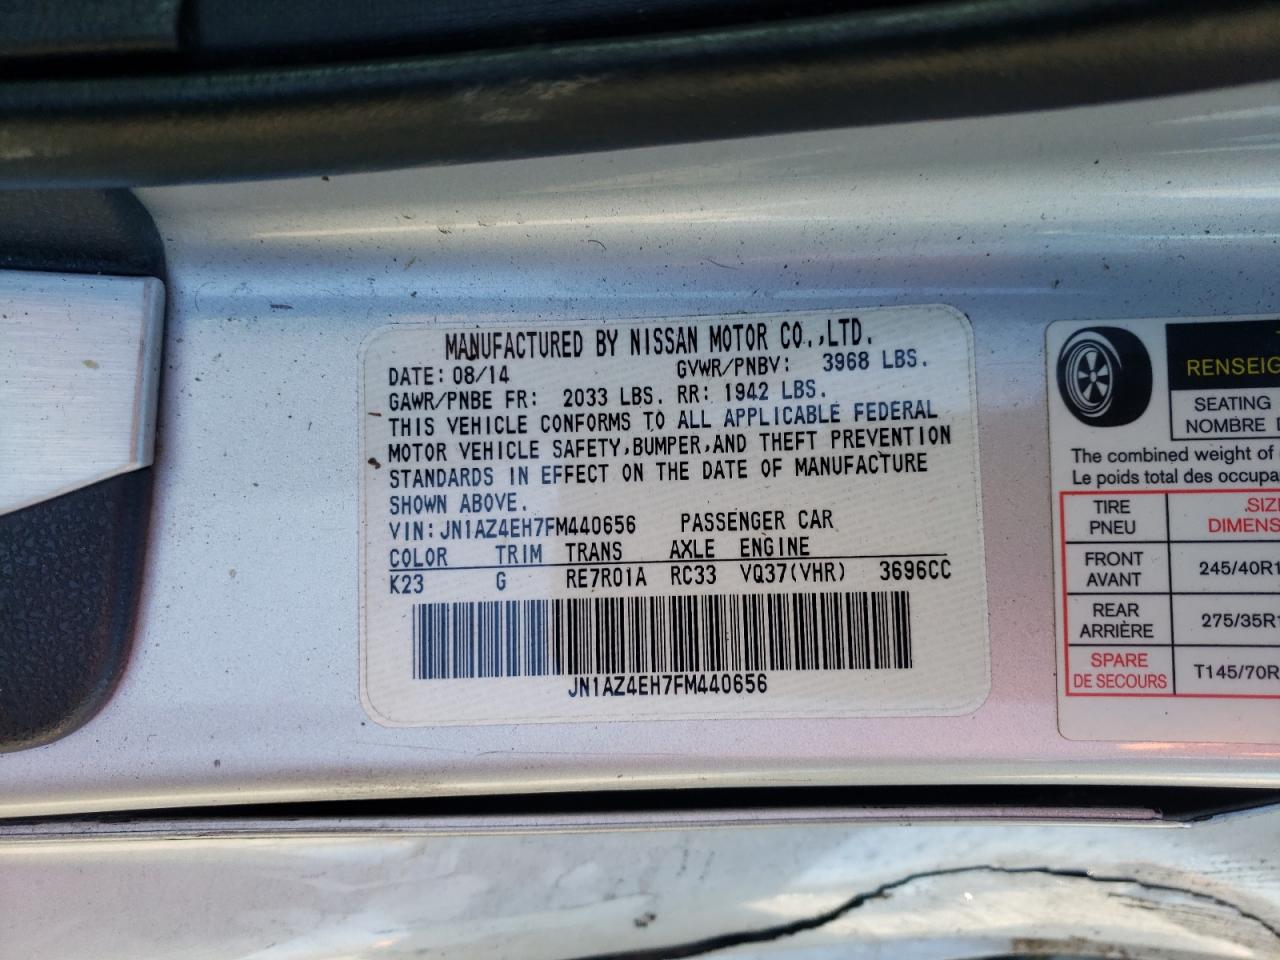 MANUFACTURED BY NISSAN MOTOR CO.,LTD.
DATE: 08/14 GVWR/PNBV: 3968 LBS.
GAWR/PNBE FR: 2033 LBS. RR: 1942 LBS.
THIS VEHICLE CONFORMS TO ALL APPLICABLE FEDERAL
MOTOR VEHICLE SAFETY,BUMPER,AND THEFT PREVENTION
STANDARDS IN EFFECT ON THE DATE OF MANUFACTURE
SHOWN ABOVE.
VIN: JN1AZ4EH7FM440656 PASSENGER CAR
COLOR TRIM TRANS AXLE ENGINE
K23 G RE7R01A RC33 VQ37(VHR) 3696CC
JN1AZ4EH7FM440656
RENSEIG
SEATING
NOMBRE
The combined weight of
Le poids total des occupa
TIRE SIZE
PNEU DIMENS
FRONT
AVANT 245/40R1
REAR
ARRIÈRE 275/35R1
SPARE
DE SECOURS T145/70R